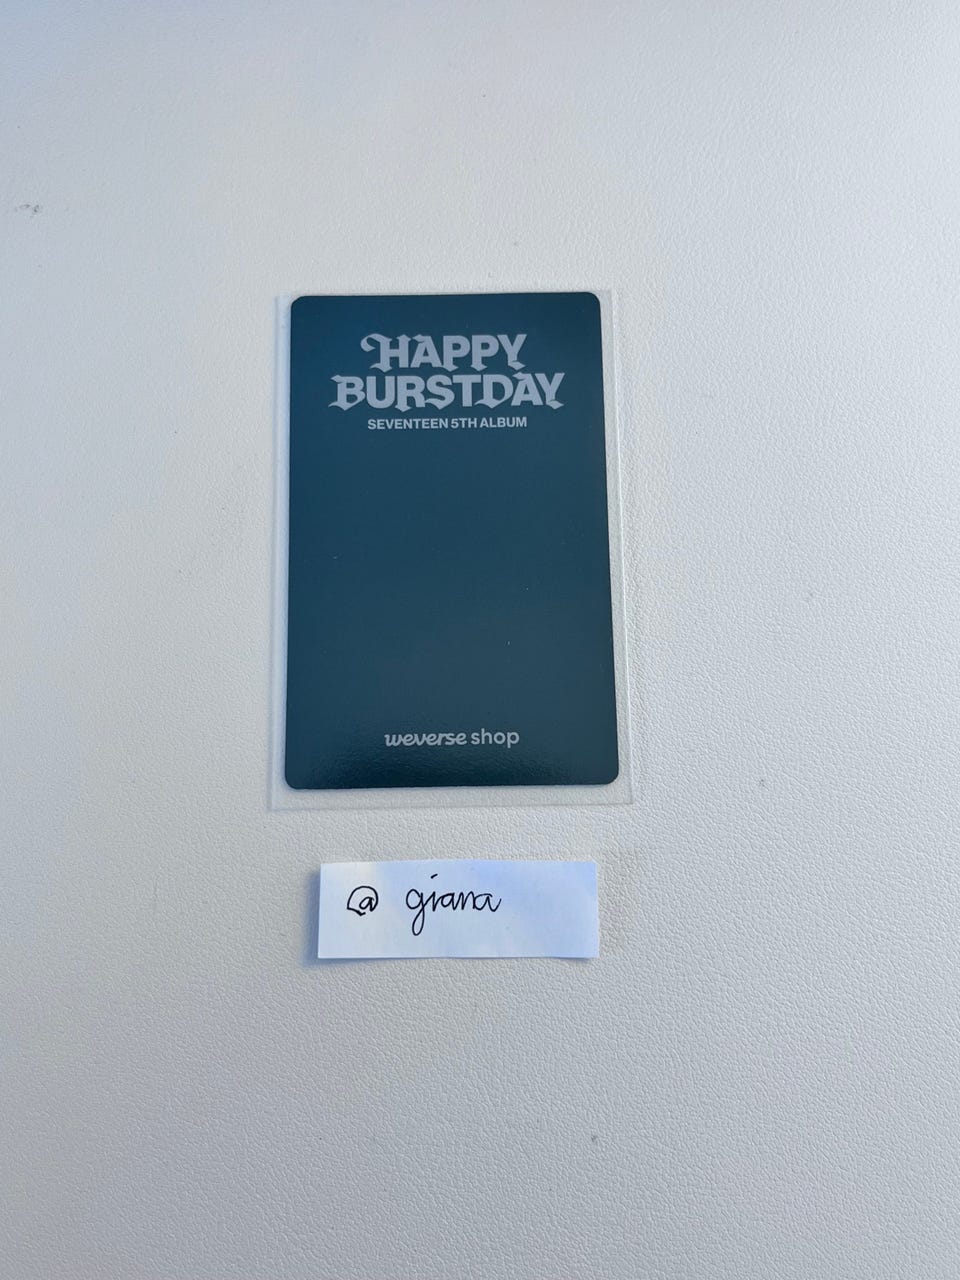 HAPPY
BURSTDAY
SEVENTEEN 5TH ALBUM
weverse shop
@ giana